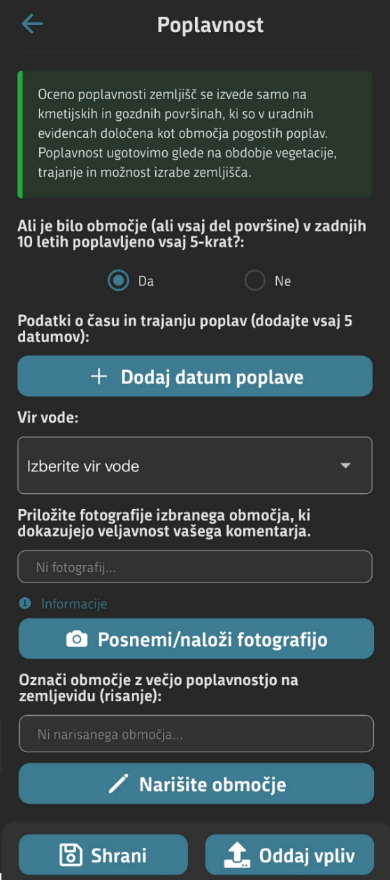 Poplavnost
Oceno poplavnosti zemljišč se izvede samo na
kmetijskih in gozdnih površinah, ki so v uradnih
evidencah določena kot območja pogostih poplav.
Poplavnost ugotovimo glede na obdobje vegetacije,
trajanje in možnost izrabe zemljišča.
Ali je bilo območje (ali vsaj del površine) v zadnjih
10 letih poplavljeno vsaj 5-krat?:
Da
Ne
Podatki o času in trajanju poplav (dodajte vsaj 5
datumov):
+ Dodaj datum poplave
Vir vode:
Izberite vir vode
Priložite fotografije izbranega območja, ki
dokazujejo veljavnost vašega komentarja.
Ni fotografij...
Informacije
Posnemi/naloži fotografijo
Označi območje z večjo poplavnostjo na
zemljevidu (risanje):
Ni narisanega območja...
Narišite območje
Shrani
Oddaj vpliv